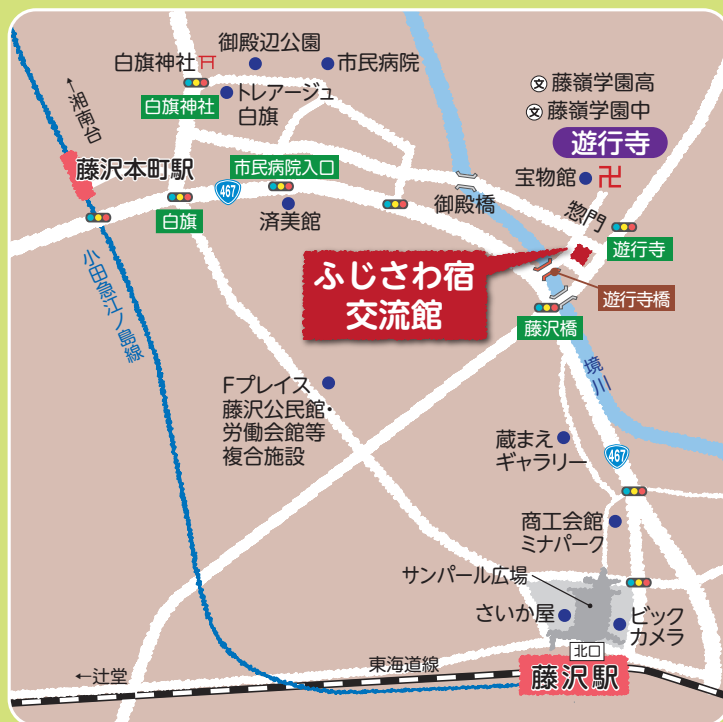 御殿辺公園
白旗神社
市民病院
トレアージュ
白旗
白旗神社
←湘南台
藤沢本町駅
市民病院入口
467
白旗
済美館
御殿橋
藤嶺学園高
藤嶺学園中
遊行寺
宝物館
惣門
遊行寺
ふじさわ宿
交流館
遊行寺橋
藤沢橋
小田急江ノ島線
境川
Fプレイス
藤沢公民館・
労働会館等
複合施設
蔵まえ
ギャラリー
467
商工会館
ミナパーク
サンパール広場
さいか屋
ビック
カメラ
北口
藤沢駅
東海道線
←辻堂
文
文